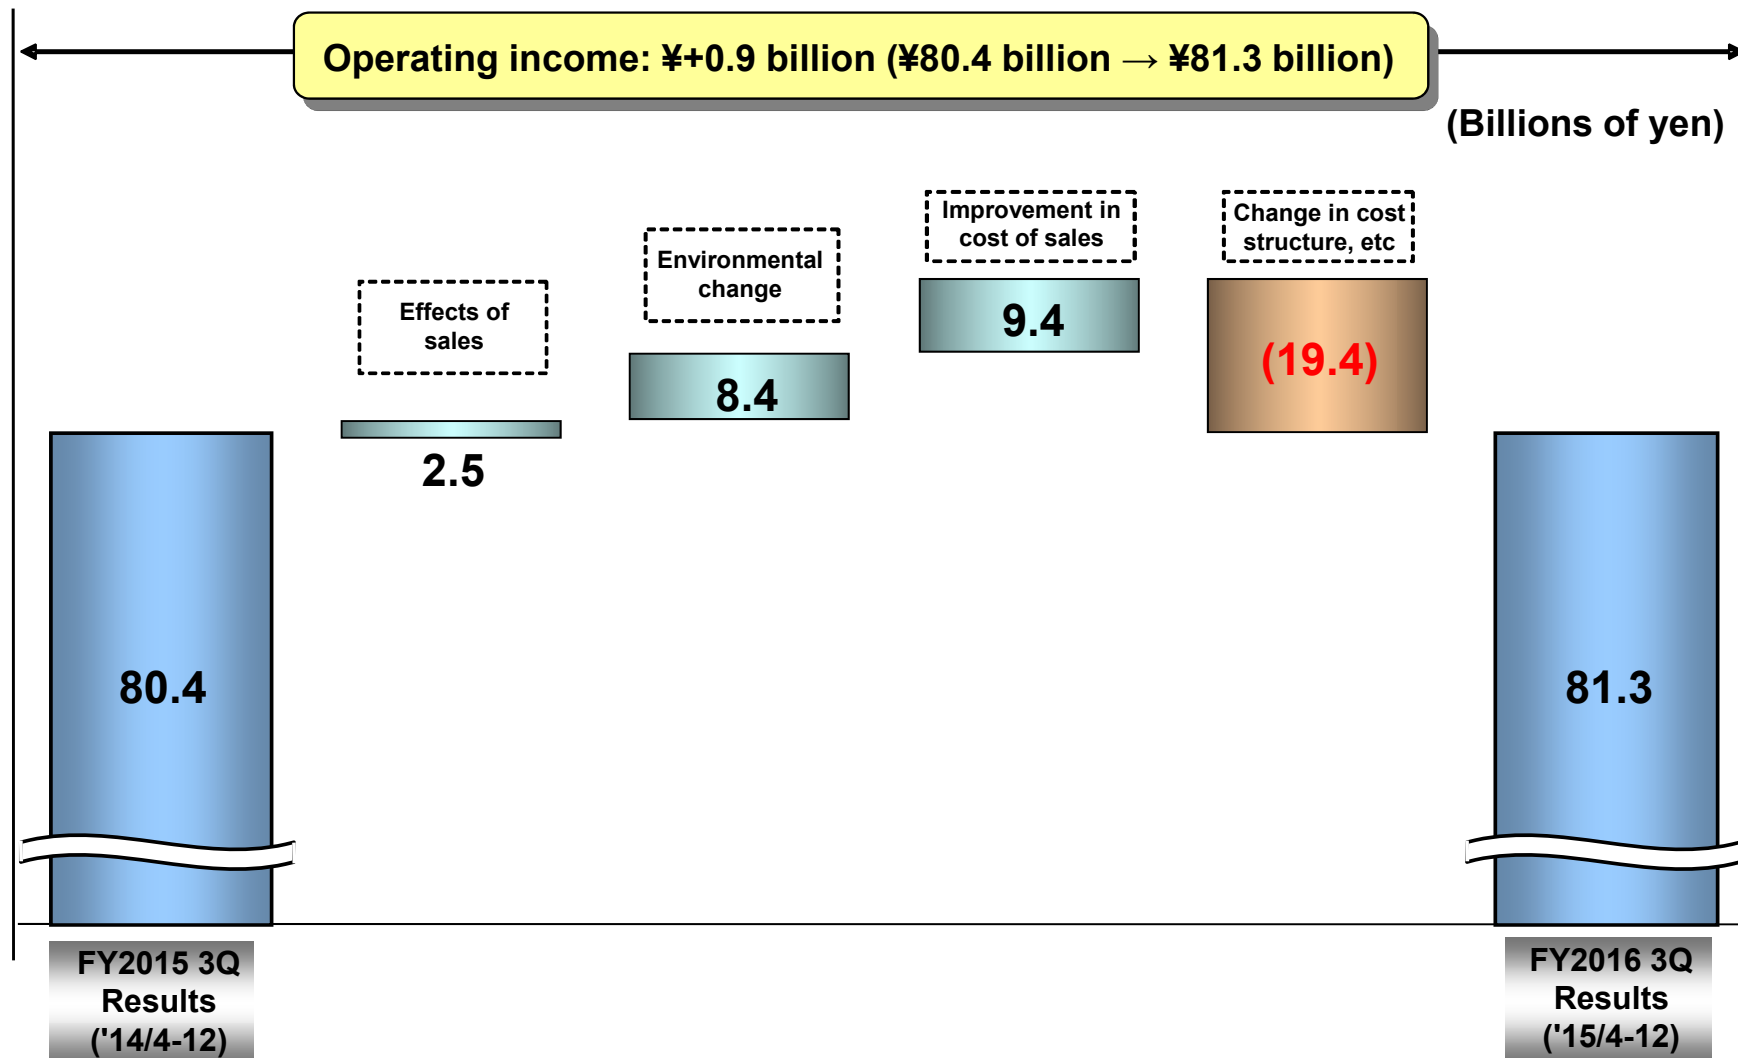 Operating income: ¥+0.9 billion (¥80.4 billion → ¥81.3 billion)
(Billions of yen)
Effects of
sales
Environmental
change
Improvement in
cost of sales
Change in cost
structure, etc
2.5
8.4
9.4
(19.4)
80.4
81.3
FY2015 3Q
Results
('14/4-12)
FY2016 3Q
Results
('15/4-12)